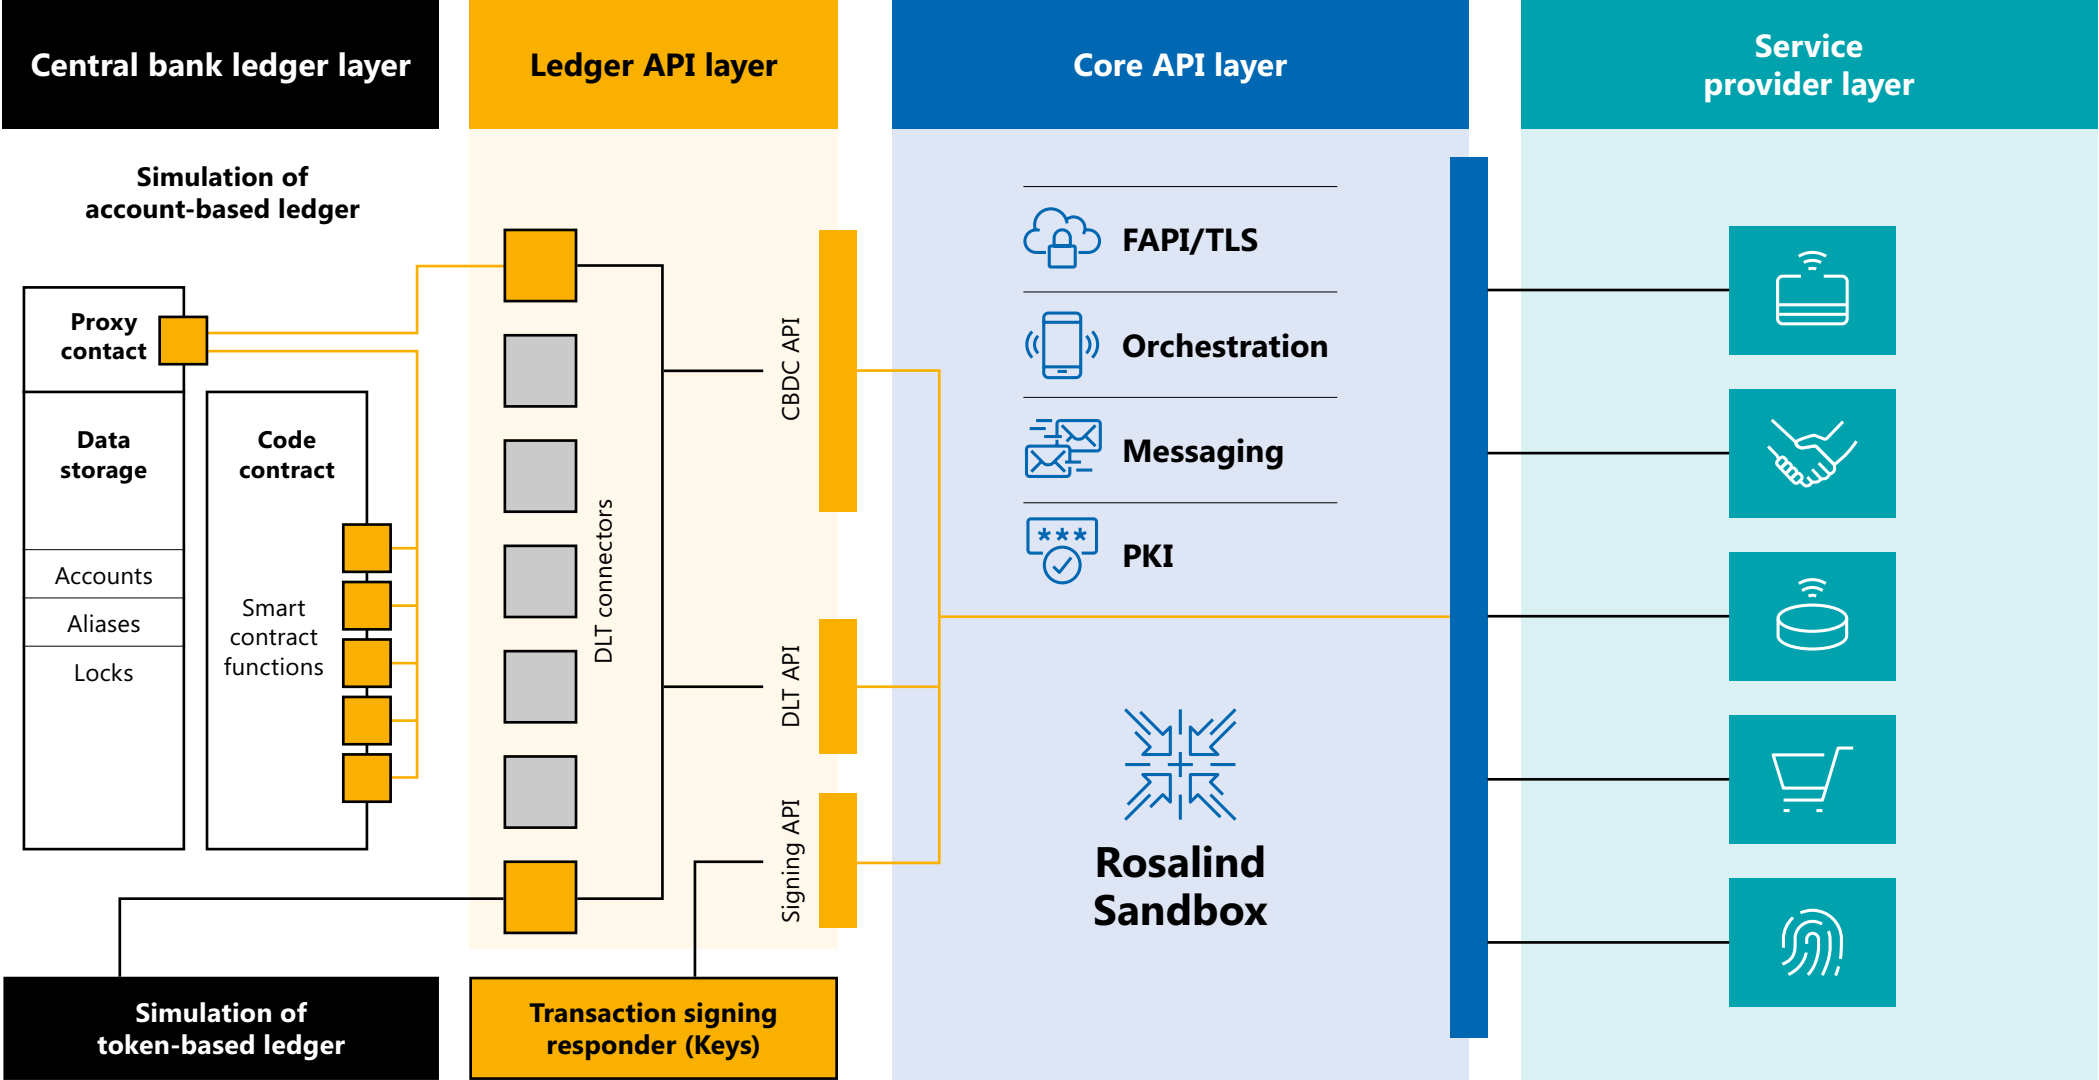 Central bank ledger layer
Ledger API layer
Core API layer
Service
provider layer
Simulation of
account-based ledger
Proxy
contact
Data
storage
Accounts
Aliases
Locks
Code
contract
Smart
contract
functions
Simulation of
token-based ledger
DLT connectors
CBDC API
DLT API
Signing API
Transaction signing
responder (Keys)
FAPI/TLS
Orchestration
Messaging
***
PKI
Rosalind
Sandbox